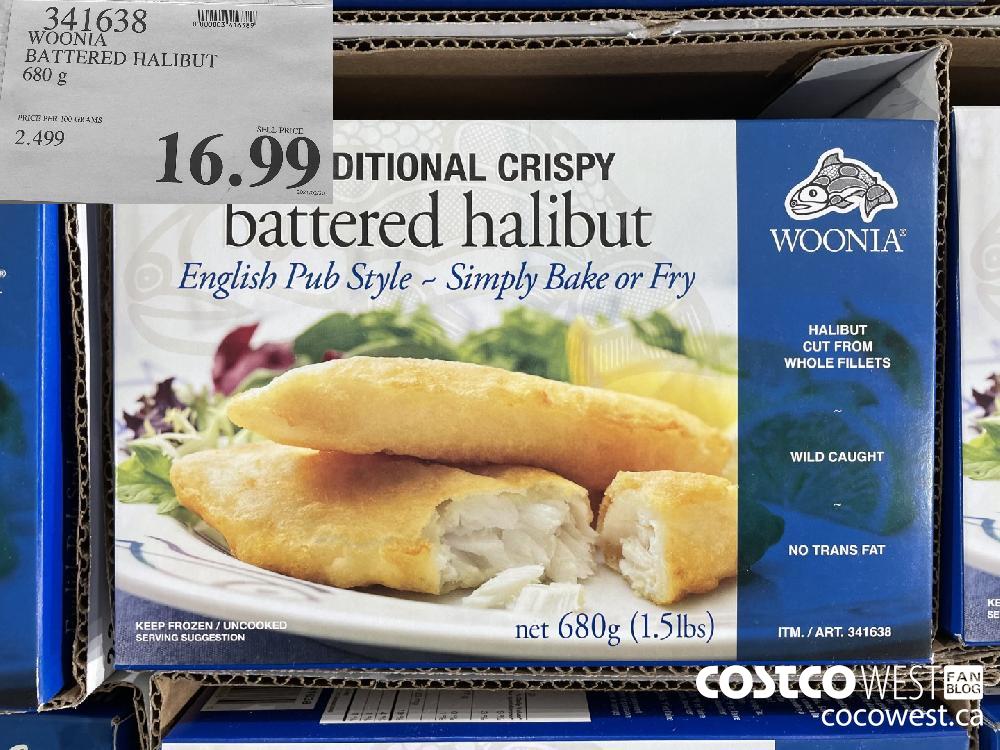 341638
WOONIA
BATTERED HALIBUT
680 g
PRICE PER 100 GRAMS
2.499
SELL PRICE
16.99
DITIONAL CRISPY
battered halibut
English Pub Style ~ Simply Bake or Fry
WOONIA®
HALIBUT
CUT FROM
WHOLE FILLETS
~
WILD CAUGHT
~
NO TRANS FAT
KEEP FROZEN / UNCOOKED
SERVING SUGGESTION
net 680g (1.5lbs)
ITM. / ART. 341638
KE
SE
COSTCO WEST FAN BLOG
cocowest.ca